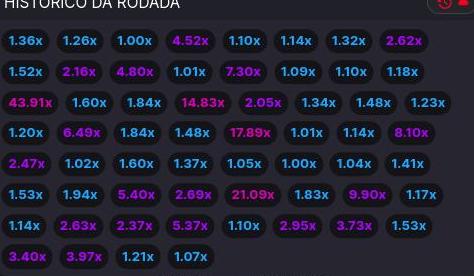 HISTÓRICO DA RODADA
1.36x 1.26x 1.00x 4.52x 1.10x 1.14x 1.32x 2.62x
1.52x 2.16x 4.80x 1.01x 7.30x 1.09x 1.10x 1.18x
43.91x 1.60x 1.84x 14.83x 2.05x 1.34x 1.48x 1.23x
1.20x 6.49x 1.84x 1.48x 17.89x 1.01x 1.14x 8.10x
2.47x 1.02x 1.60x 1.37x 1.05x 1.00x 1.04x 1.41x
1.53x 1.94x 5.40x 2.69x 21.09x 1.83x 9.90x 1.17x
1.14x 2.63x 2.37x 5.37x 1.10x 2.95x 3.73x 1.53x
3.40x 3.97x 1.21x 1.07x